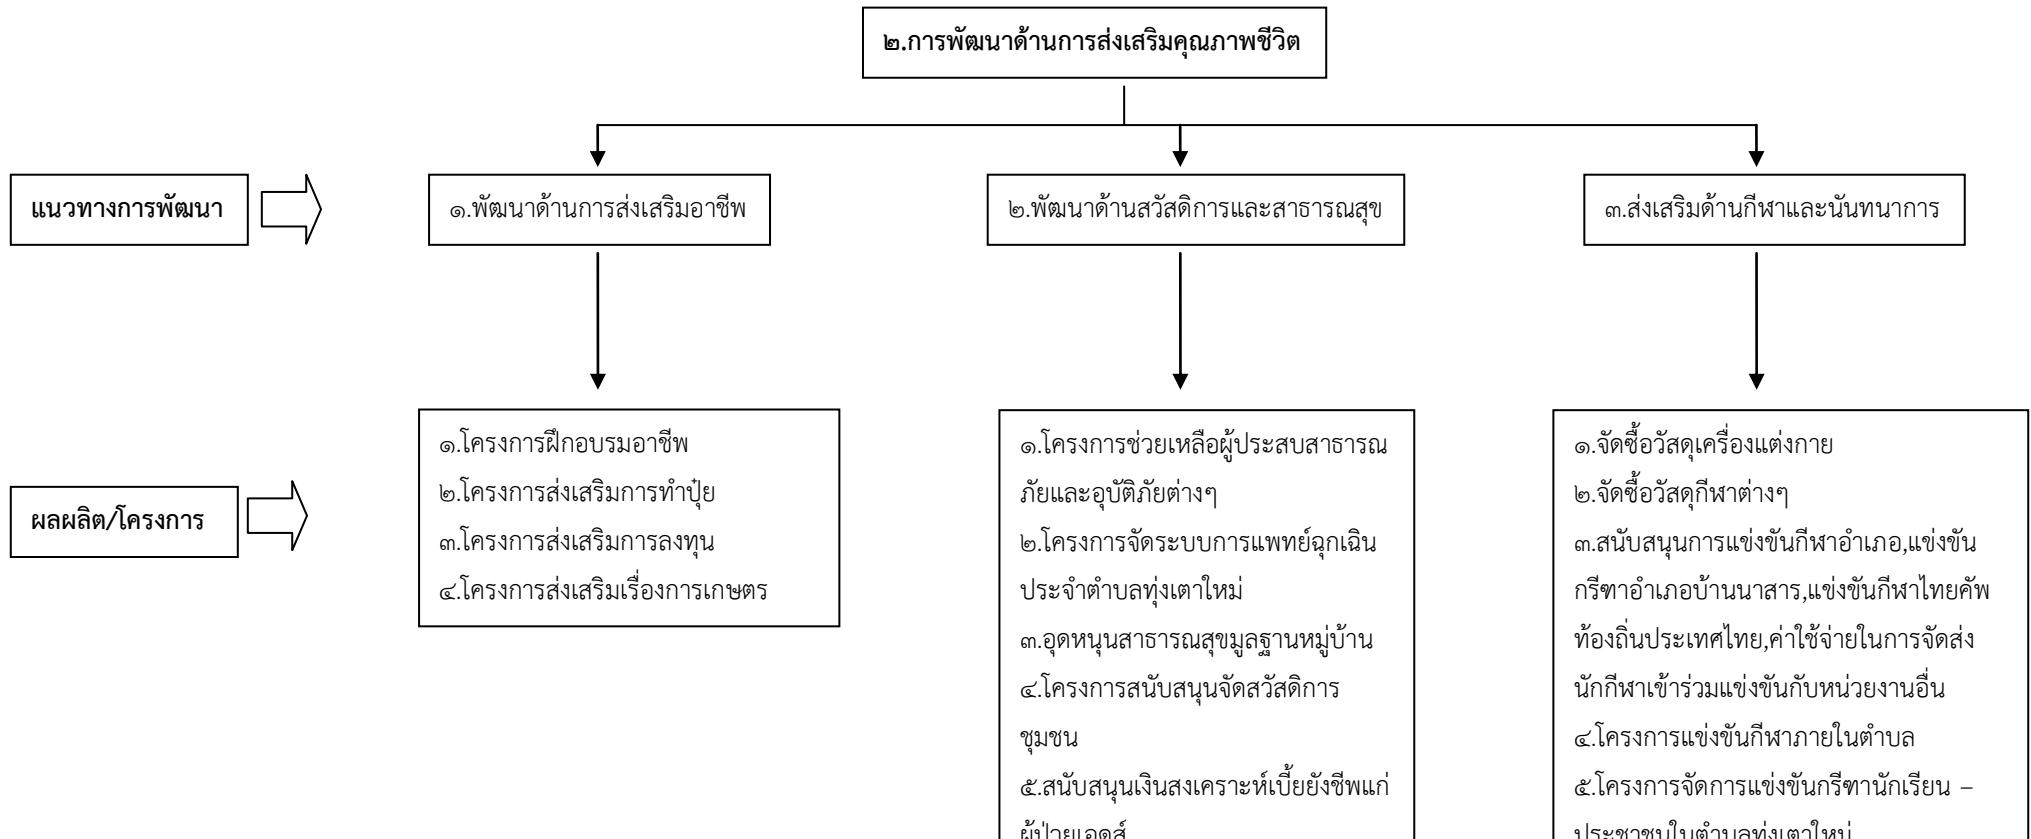 ๒.การพัฒนาด้านการส่งเสริมคุณภาพชีวิต
แนวทางการพัฒนา
๑.พัฒนาด้านการส่งเสริมอาชีพ
๒.พัฒนาด้านสวัสดิการและสาธารณสุข
๓.ส่งเสริมด้านกีฬาและนันทนาการ
ผลผลิต/โครงการ
๑.โครงการฝึกอบรมอาชีพ
๒.โครงการส่งเสริมการทำปุ๋ย
๓.โครงการส่งเสริมการลงทุน
๔.โครงการส่งเสริมเรื่องการเกษตร
๑.โครงการช่วยเหลือผู้ประสบสาธารณ
ภัยและอุบัติภัยต่างๆ
๒.โครงการจัดระบบการแพทย์ฉุกเฉิน
ประจำตำบลทุ่งเตาใหม่
๓.อุดหนุนสาธารณสุขมูลฐานหมู่บ้าน
๔.โครงการสนับสนุนจัดสวัสดิการ
ชุมชน
๕.สนับสนุนเงินสงเคราะห์เบี้ยยังชีพแก่
ผู้ป่วยเอดส์
๑.จัดซื้อวัสดุเครื่องแต่งกาย
๒.จัดซื้อวัสดุกีฬาต่างๆ
๓.สนับสนุนการแข่งขันกีฬาอำเภอ,แข่งขัน
กรีฑาอำเภอบ้านนาสาร,แข่งขันกีฬาไทยคัพ
ท้องถิ่นประเทศไทย,ค่าใช้จ่ายในการจัดส่ง
นักกีฬาเข้าร่วมแข่งขันกับหน่วยงานอื่น
๔.โครงการแข่งขันกีฬาภายในตำบล
๕.โครงการจัดการแข่งขันกรีฑานักเรียน –
ประชาชนในตำบลทุ่งเตาใหม่